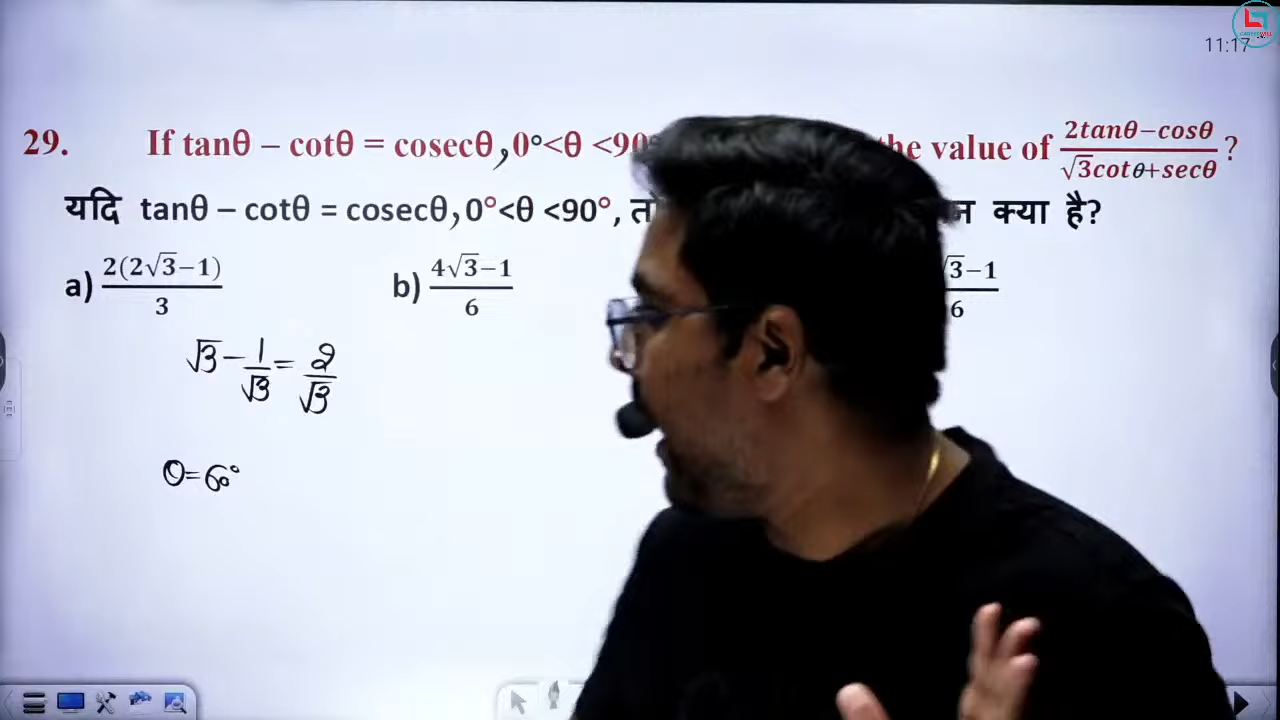 11:17
29. If tanθ – cotθ = cosecθ, 0°<θ <90 the value of (2tanθ−cosθ)/(√3cotθ+secθ) ?
यदि tanθ – cotθ = cosecθ, 0°<θ <90°, क्या है?
a) 2(2√3−1)/3 b) (4√3−1)/6 √3−1/6
√3 − 1/√3 = 2/√3
θ = 60°